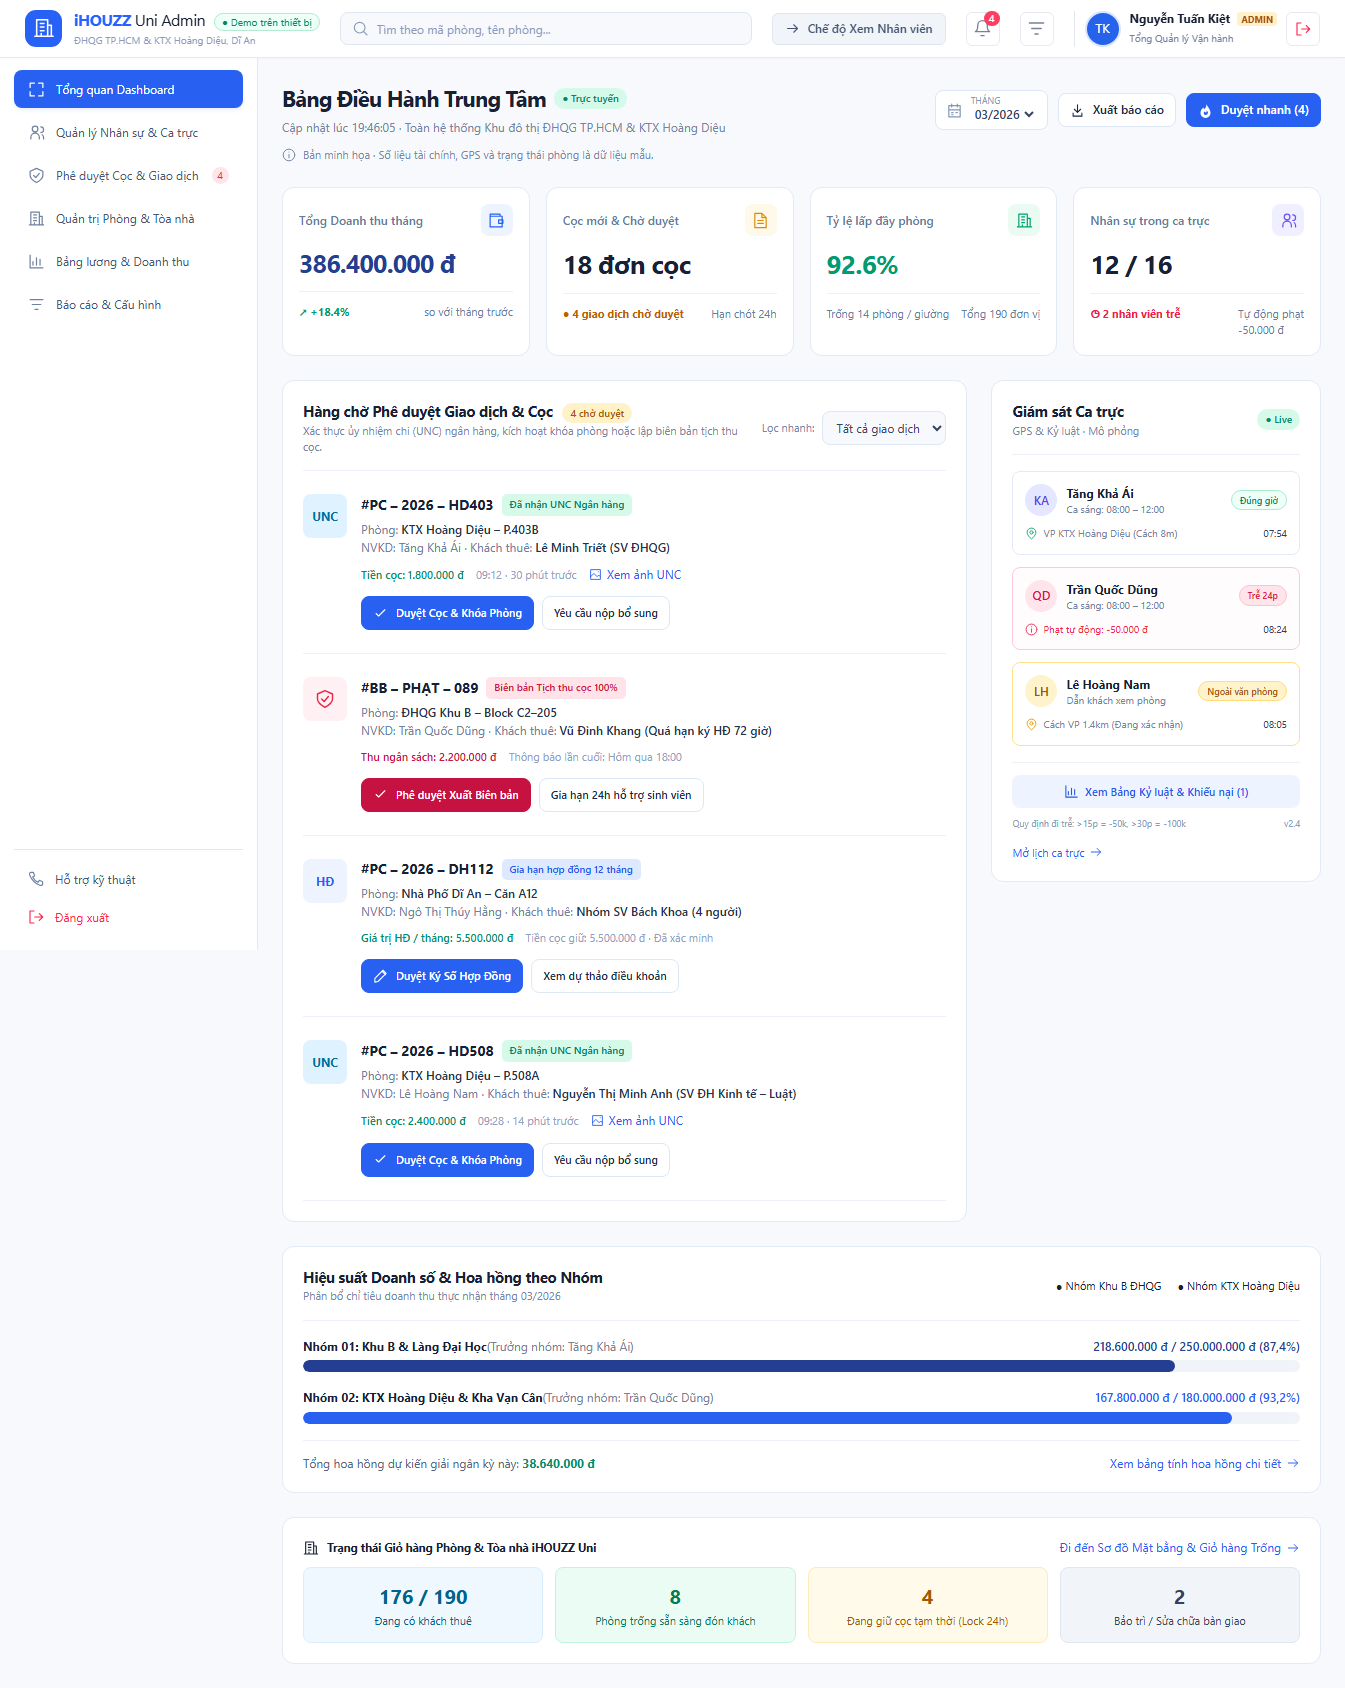 iHOUZZ Uni Admin
● Demo trên thiết bị
ĐHQG TP.HCM & KTX Hoàng Diệu, Dĩ An
Tìm theo mã phòng, tên phòng...
Chế độ Xem Nhân viên
4
TK
Nguyễn Tuấn Kiệt ADMIN
Tổng Quản lý Vận hành
Tổng quan Dashboard
Quản lý Nhân sự & Ca trực
Phê duyệt Cọc & Giao dịch 4
Quản trị Phòng & Tòa nhà
Bảng lương & Doanh thu
Báo cáo & Cấu hình
Hỗ trợ kỹ thuật
Đăng xuất
Bảng Điều Hành Trung Tâm
● Trực tuyến
Cập nhật lúc 19:46:05 · Toàn hệ thống Khu đô thị ĐHQG TP.HCM & KTX Hoàng Diệu
Bản minh họa · Số liệu tài chính, GPS và trạng thái phòng là dữ liệu mẫu.
THÁNG
03/2026
Xuất báo cáo
Duyệt nhanh (4)
Tổng Doanh thu tháng
386.400.000 đ
↗ +18.4%
so với tháng trước
Cọc mới & Chờ duyệt
18 đơn cọc
● 4 giao dịch chờ duyệt
Hạn chót 24h
Tỷ lệ lấp đầy phòng
92.6%
Trống 14 phòng / giường
Tổng 190 đơn vị
Nhân sự trong ca trực
12 / 16
2 nhân viên trễ
Tự động phạt
-50.000 đ
Hàng chờ Phê duyệt Giao dịch & Cọc
4 chờ duyệt
Xác thực ủy nhiệm chi (UNC) ngân hàng, kích hoạt khóa phòng hoặc lập biên bản tịch thu
cọc.
Lọc nhanh:
Tất cả giao dịch
UNC
#PC – 2026 – HD403
Đã nhận UNC Ngân hàng
Phòng: KTX Hoàng Diệu – P.403B
NVKD: Tăng Khả Ái · Khách thuê: Lê Minh Triết (SV ĐHQG)
Tiền cọc: 1.800.000 đ
09:12 · 30 phút trước
Xem ảnh UNC
Duyệt Cọc & Khóa Phòng
Yêu cầu nộp bổ sung
#BB – PHẠT – 089
Biên bản Tịch thu cọc 100%
Phòng: ĐHQG Khu B – Block C2–205
NVKD: Trần Quốc Dũng · Khách thuê: Vũ Đình Khang (Quá hạn ký HĐ 72 giờ)
Thu ngân sách: 2.200.000 đ
Thông báo lần cuối: Hôm qua 18:00
Phê duyệt Xuất Biên bản
Gia hạn 24h hỗ trợ sinh viên
HĐ
#PC – 2026 – DH112
Gia hạn hợp đồng 12 tháng
Phòng: Nhà Phố Dĩ An – Căn A12
NVKD: Ngô Thị Thúy Hằng · Khách thuê: Nhóm SV Bách Khoa (4 người)
Giá trị HĐ / tháng: 5.500.000 đ
Tiền cọc giữ: 5.500.000 đ · Đã xác minh
Duyệt Ký Số Hợp Đồng
Xem dự thảo điều khoản
UNC
#PC – 2026 – HD508
Đã nhận UNC Ngân hàng
Phòng: KTX Hoàng Diệu – P.508A
NVKD: Lê Hoàng Nam · Khách thuê: Nguyễn Thị Minh Anh (SV ĐH Kinh tế – Luật)
Tiền cọc: 2.400.000 đ
09:28 · 14 phút trước
Xem ảnh UNC
Duyệt Cọc & Khóa Phòng
Yêu cầu nộp bổ sung
Giám sát Ca trực
GPS & Kỷ luật · Mô phỏng
● Live
KA
Tăng Khả Ái
Ca sáng: 08:00 – 12:00
Đúng giờ
VP KTX Hoàng Diệu (Cách 8m)
07:54
QD
Trần Quốc Dũng
Ca sáng: 08:00 – 12:00
Trễ 24p
Phạt tự động: -50.000 đ
08:24
LH
Lê Hoàng Nam
Dẫn khách xem phòng
Ngoài văn phòng
Cách VP 1.4km (Đang xác nhận)
08:05
Xem Bảng Kỷ luật & Khiếu nại (1)
Quy định đi trễ: >15p = -50k, >30p = -100k
v2.4
Mở lịch ca trực →
Hiệu suất Doanh số & Hoa hồng theo Nhóm
Phân bổ chỉ tiêu doanh thu thực nhận tháng 03/2026
● Nhóm Khu B ĐHQG
● Nhóm KTX Hoàng Diệu
Nhóm 01: Khu B & Làng Đại Học(Trưởng nhóm: Tăng Khả Ái)
218.600.000 đ / 250.000.000 đ (87,4%)
Nhóm 02: KTX Hoàng Diệu & Kha Vạn Cân(Trưởng nhóm: Trần Quốc Dũng)
167.800.000 đ / 180.000.000 đ (93,2%)
Tổng hoa hồng dự kiến giải ngân kỳ này: 38.640.000 đ
Xem bảng tính hoa hồng chi tiết →
Trạng thái Giỏ hàng Phòng & Tòa nhà iHOUZZ Uni
Đi đến Sơ đồ Mặt bằng & Giỏ hàng Trống →
176 / 190
Đang có khách thuê
8
Phòng trống sẵn sàng đón khách
4
Đang giữ cọc tạm thời (Lock 24h)
2
Bảo trì / Sửa chữa bàn giao